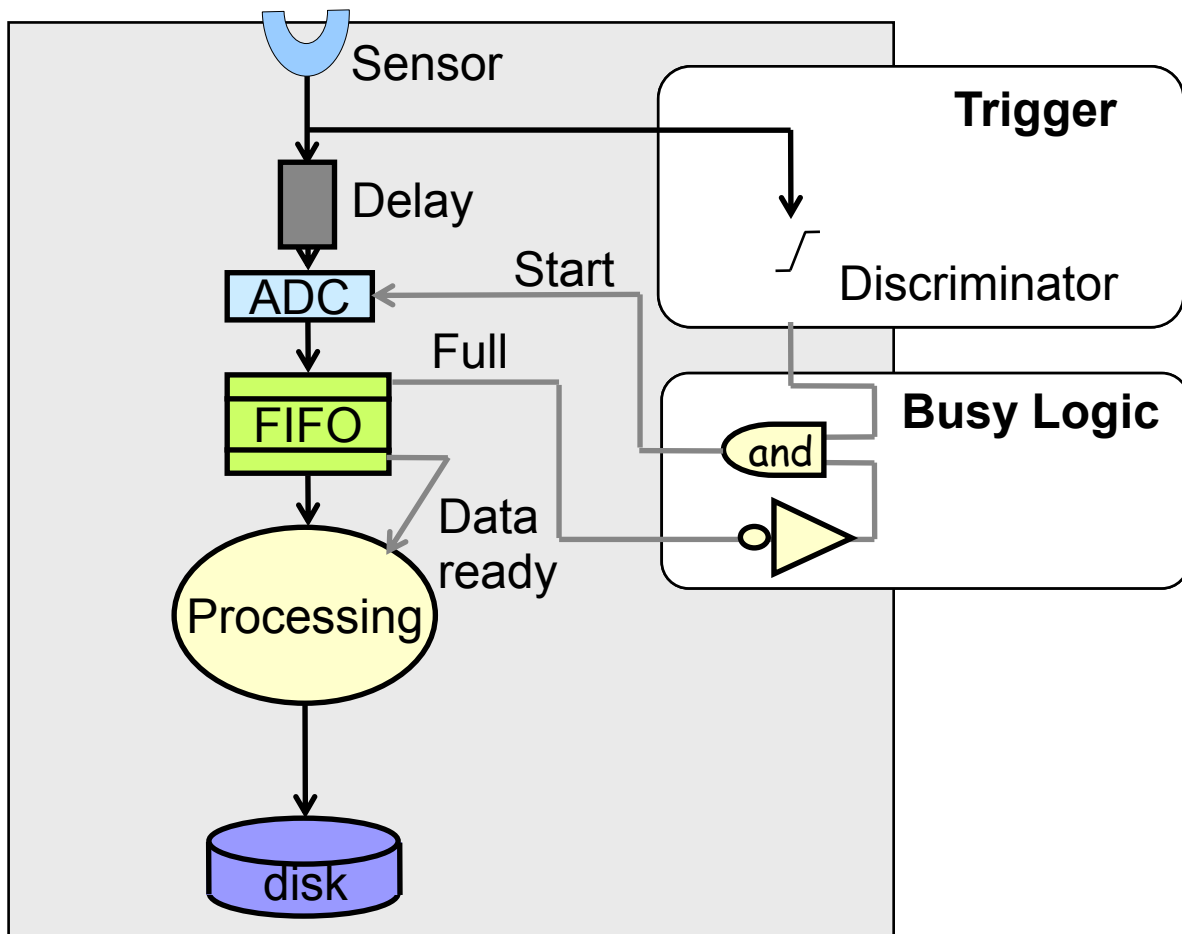 Sensor
Trigger
Delay
Start
Discriminator
ADC
Full
Busy Logic
FIFO
and
Data
ready
Processing
disk